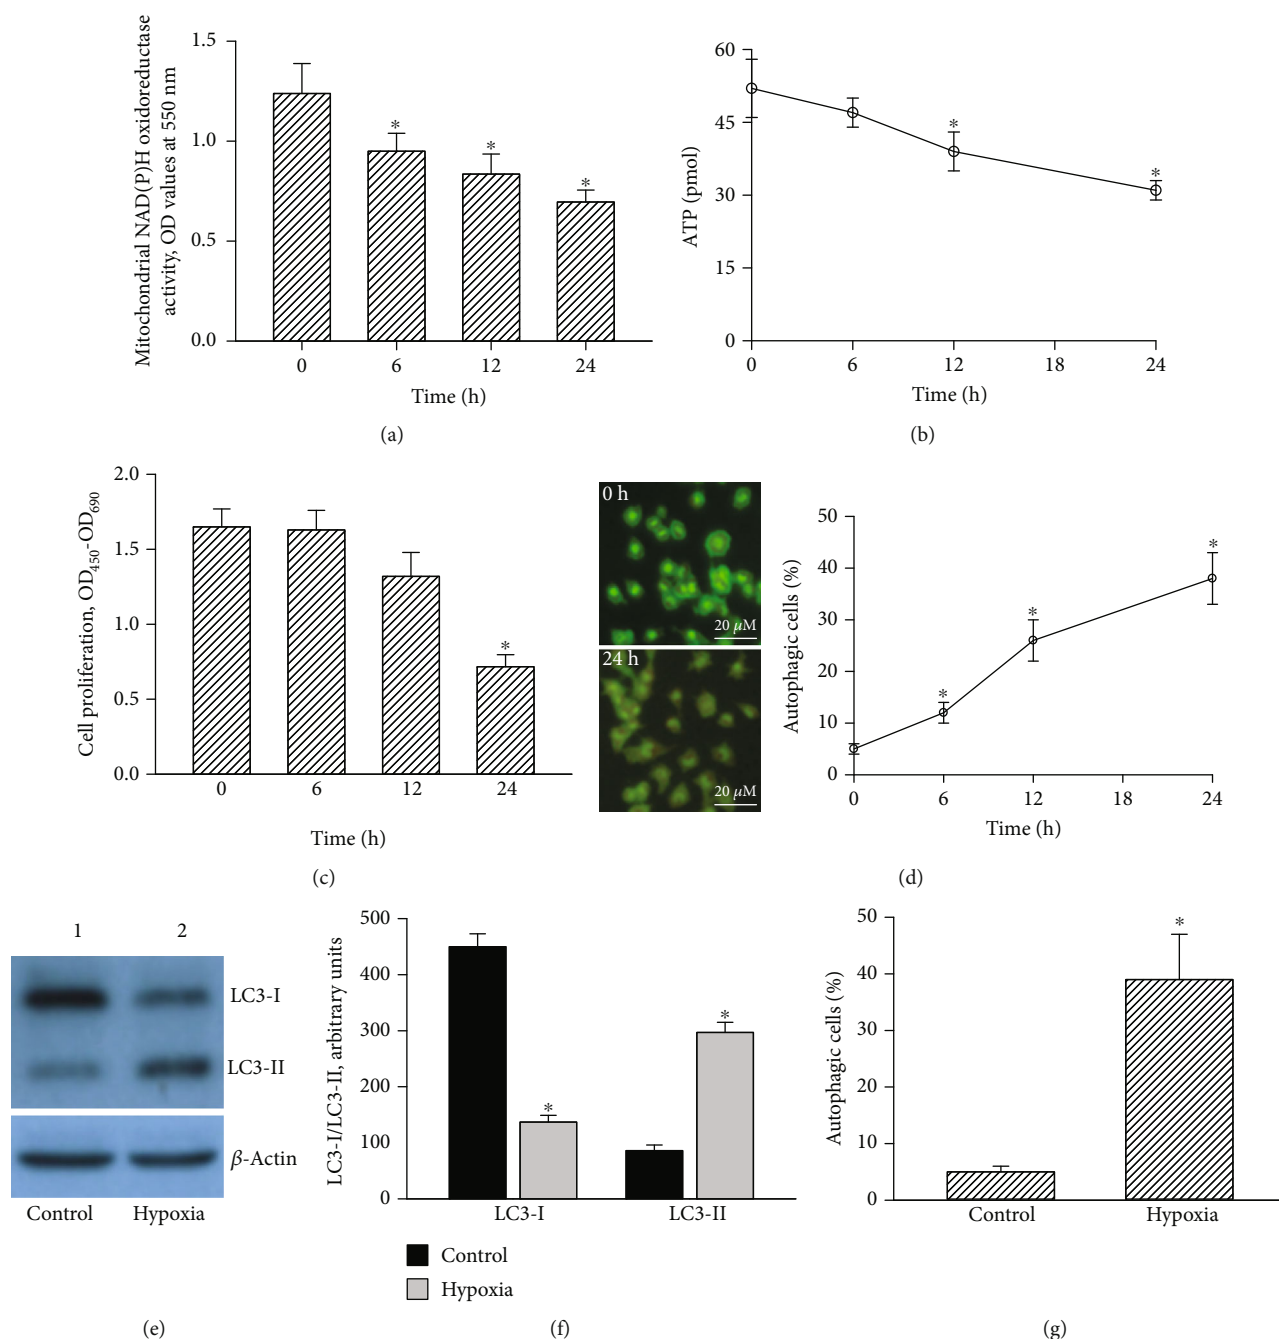 Mitochondrial NAD(P)H oxidoreductase
activity, OD values at 550 nm
1.5
1.0
0.5
0.0
*
*
*
0 6 12 24
Time (h)
(a)
ATP (pmol)
60
45
30
15
0
*
*
0 6 12 18 24
Time (h)
(b)
Cell proliferation, OD450-OD690
2.0
1.5
1.0
0.5
0.0
*
0 6 12 24
Time (h)
(c)
0 h
20 μM
24 h
20 μM
Autophagic cells (%)
50
40
30
20
10
0
*
*
*
0 6 12 18 24
Time (h)
(d)
1 2
LC3-I
LC3-II
β-Actin
Control Hypoxia
(e)
LC3-I/LC3-II, arbitrary units
500
400
300
200
100
0
*
*
LC3-I LC3-II
Control
Hypoxia
(f)
Autophagic cells (%)
50
40
30
20
10
0
*
Control Hypoxia
(g)